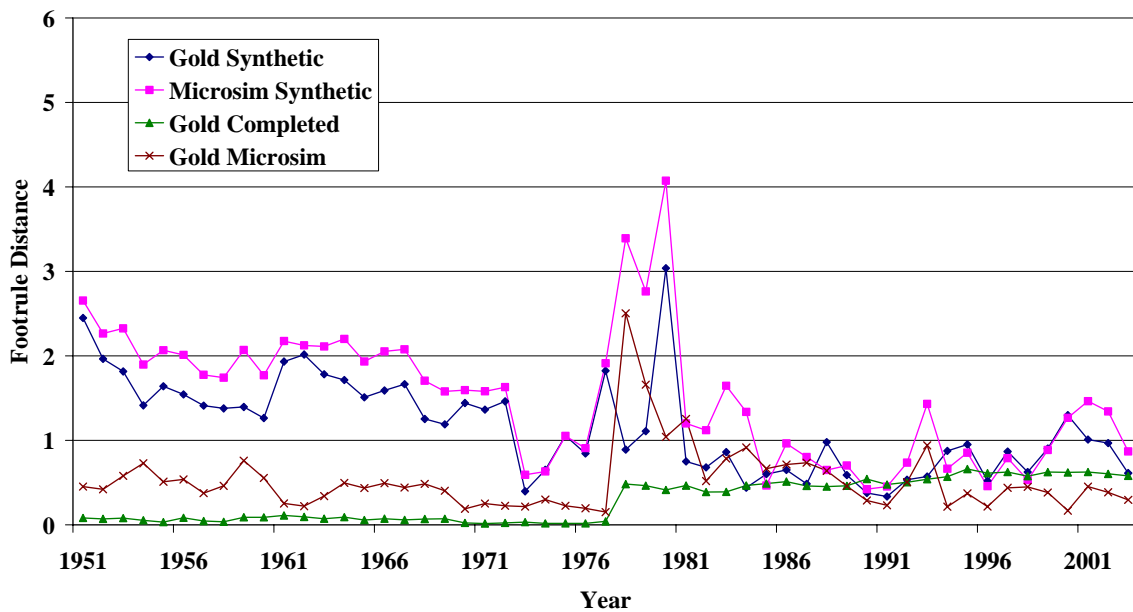 6
5
4
3
2
1
0
Footrule Distance
Gold Synthetic
Microsim Synthetic
Gold Completed
Gold Microsim
1951 1956 1961 1966 1971 1976 1981 1986 1991 1996 2001
Year